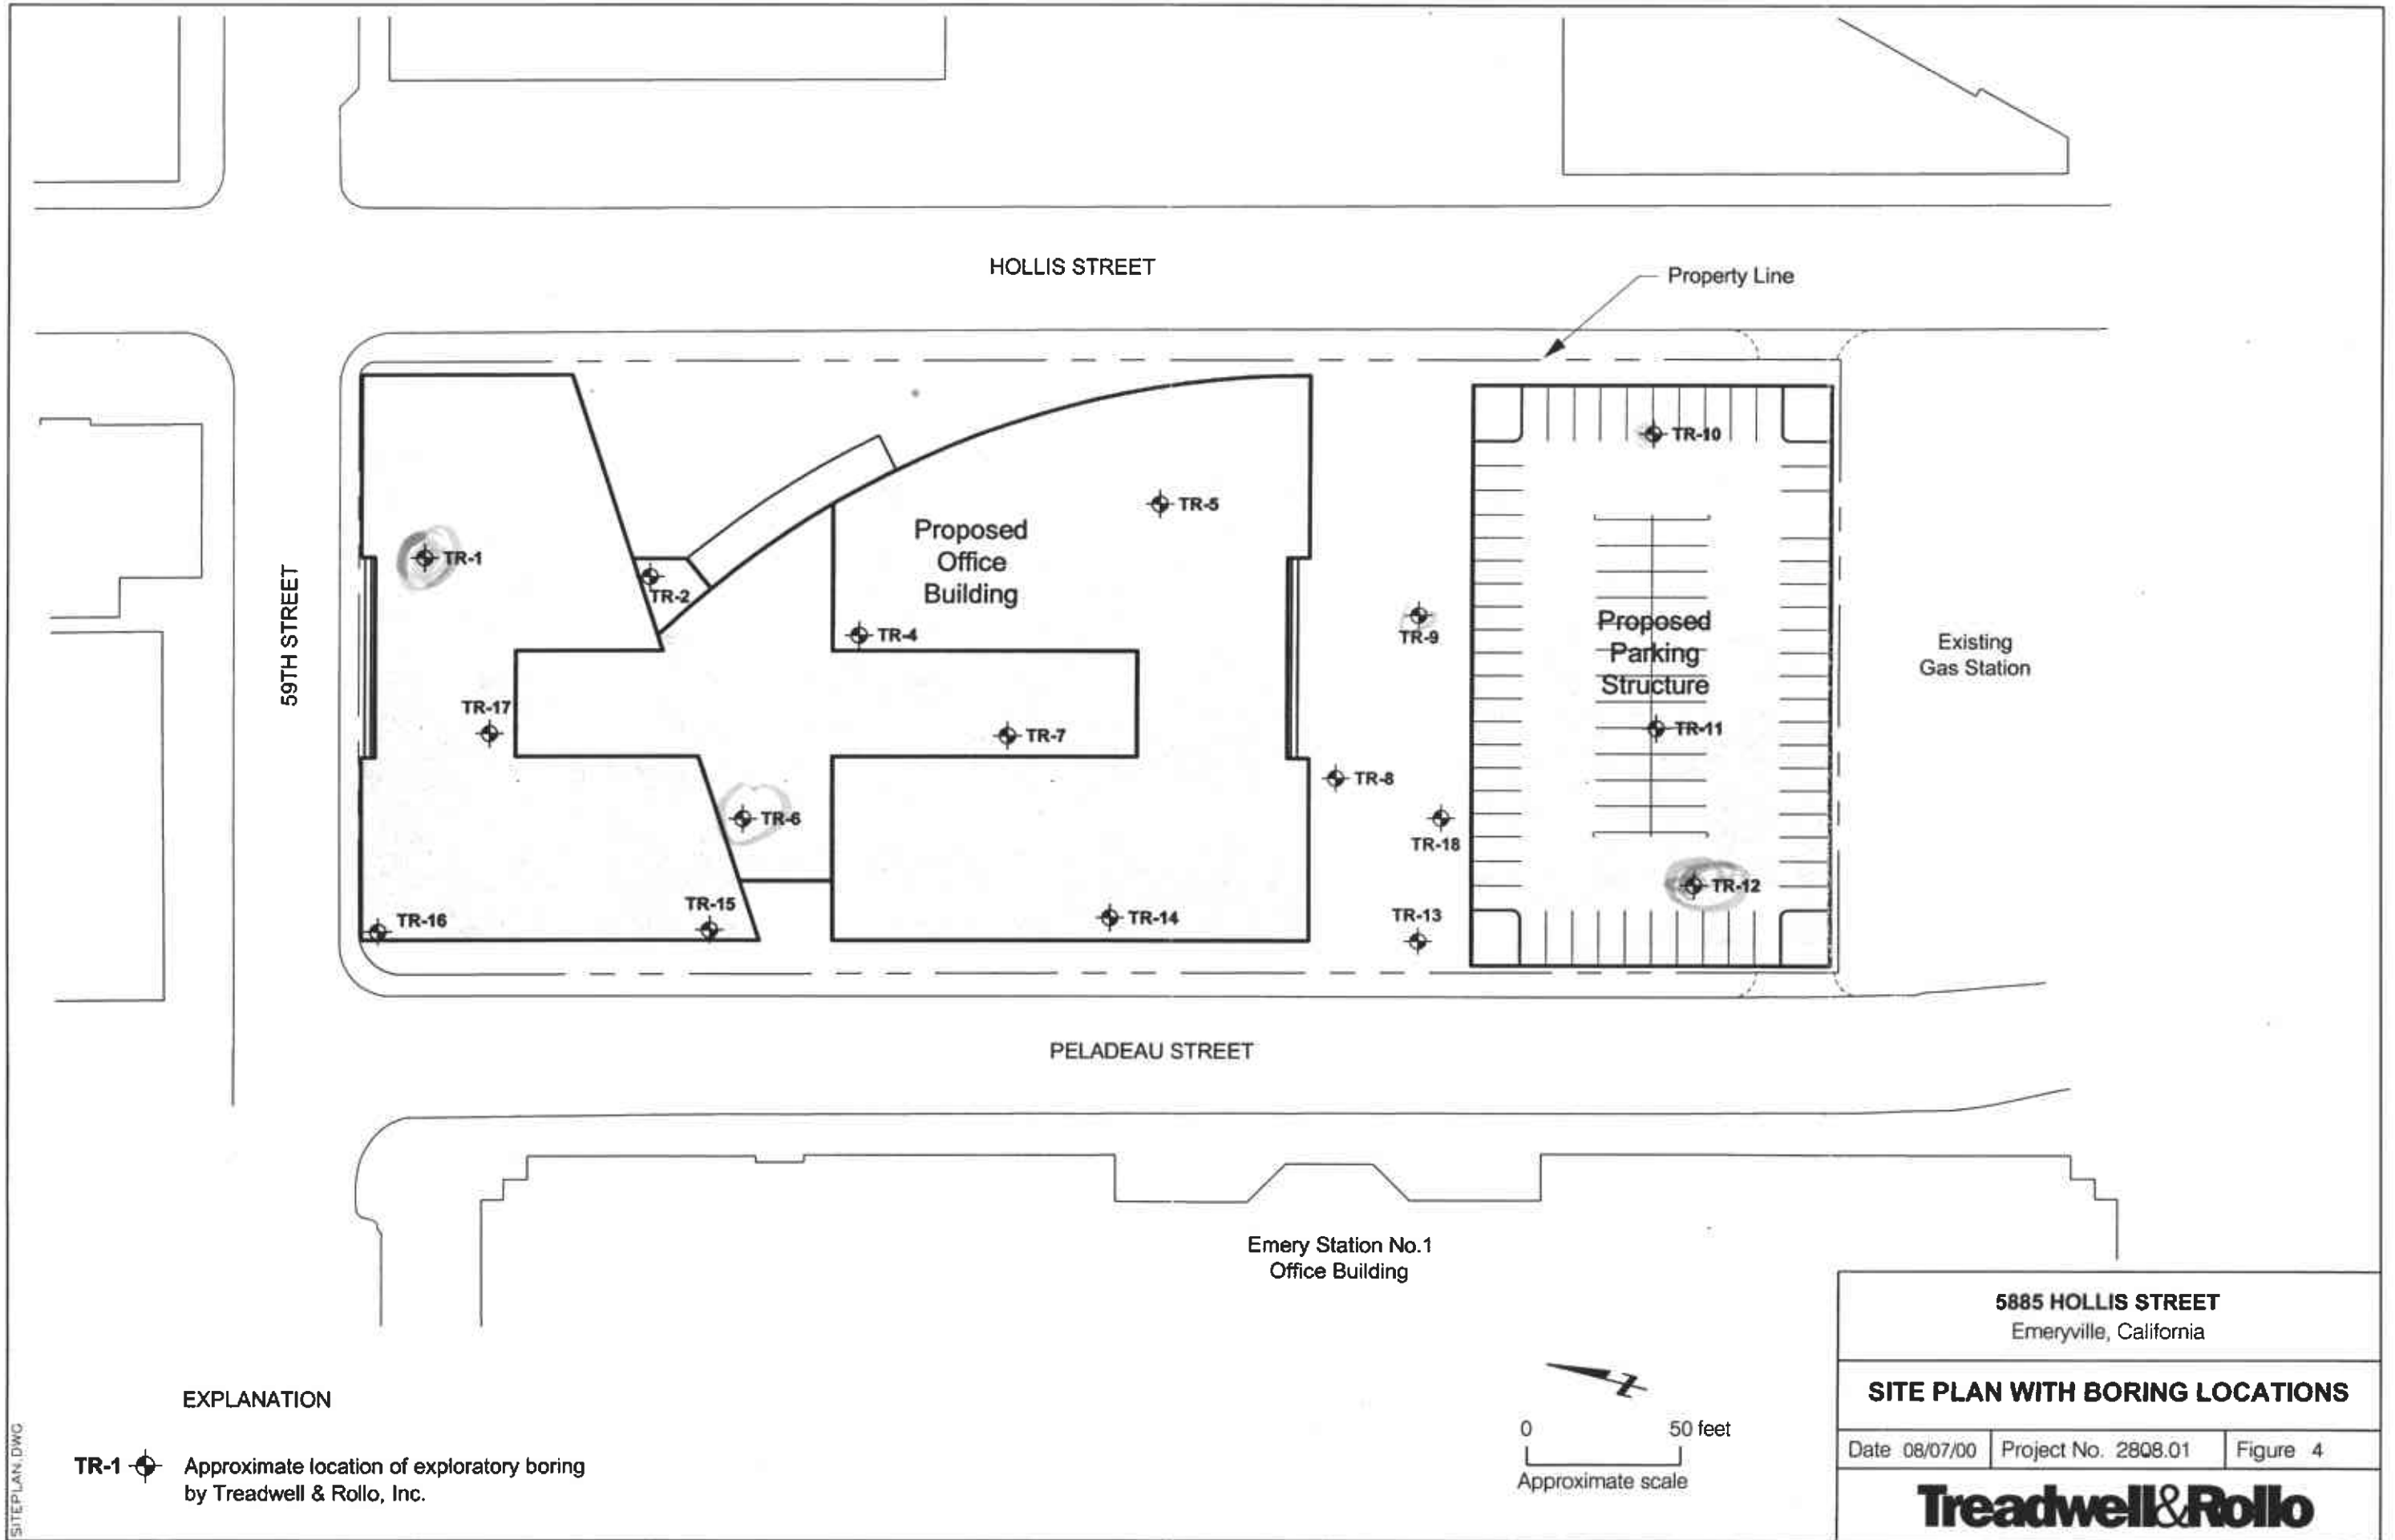 HOLLIS STREET
Property Line
TR-10
TR-5
Proposed
Office
Building
TR-1
TR-2
TR-4
TR-9
Proposed
Parking
Structure
Existing
Gas Station
59TH STREET
TR-17
TR-7
TR-11
TR-8
TR-6
TR-18
TR-12
TR-16
TR-15
TR-14
TR-13
PELADEAU STREET
Emery Station No.1
Office Building
EXPLANATION
TR-1 Approximate location of exploratory boring
by Treadwell & Rollo, Inc.
Z
0 50 feet
Approximate scale
5885 HOLLIS STREET
Emeryville, California
SITE PLAN WITH BORING LOCATIONS
Date 08/07/00 Project No. 2808.01 Figure 4
Treadwell&Rollo
SITEPLAN.DWG